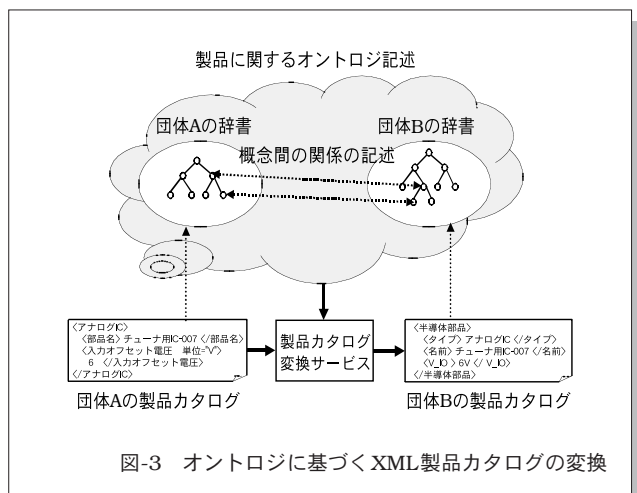 製品に関するオントロジ記述
団体Aの辞書
団体Bの辞書
概念間の関係の記述
〈アナログIC〉
〈部品名〉チューナ用IC-007〈/部品名〉
〈入力オフセット電圧 単位="V"〉
6 〈/入力オフセット電圧〉
〈/アナログIC〉
団体Aの製品カタログ
製品カタログ
変換サービス
〈半導体部品〉
〈タイプ〉アナログIC〈/タイプ〉
〈名前〉チューナ用IC-007〈/名前〉
〈V_IO〉6V〈/ V_IO〉
〈/半導体部品〉
団体Bの製品カタログ
図-3 オントロジに基づくXML製品カタログの変換